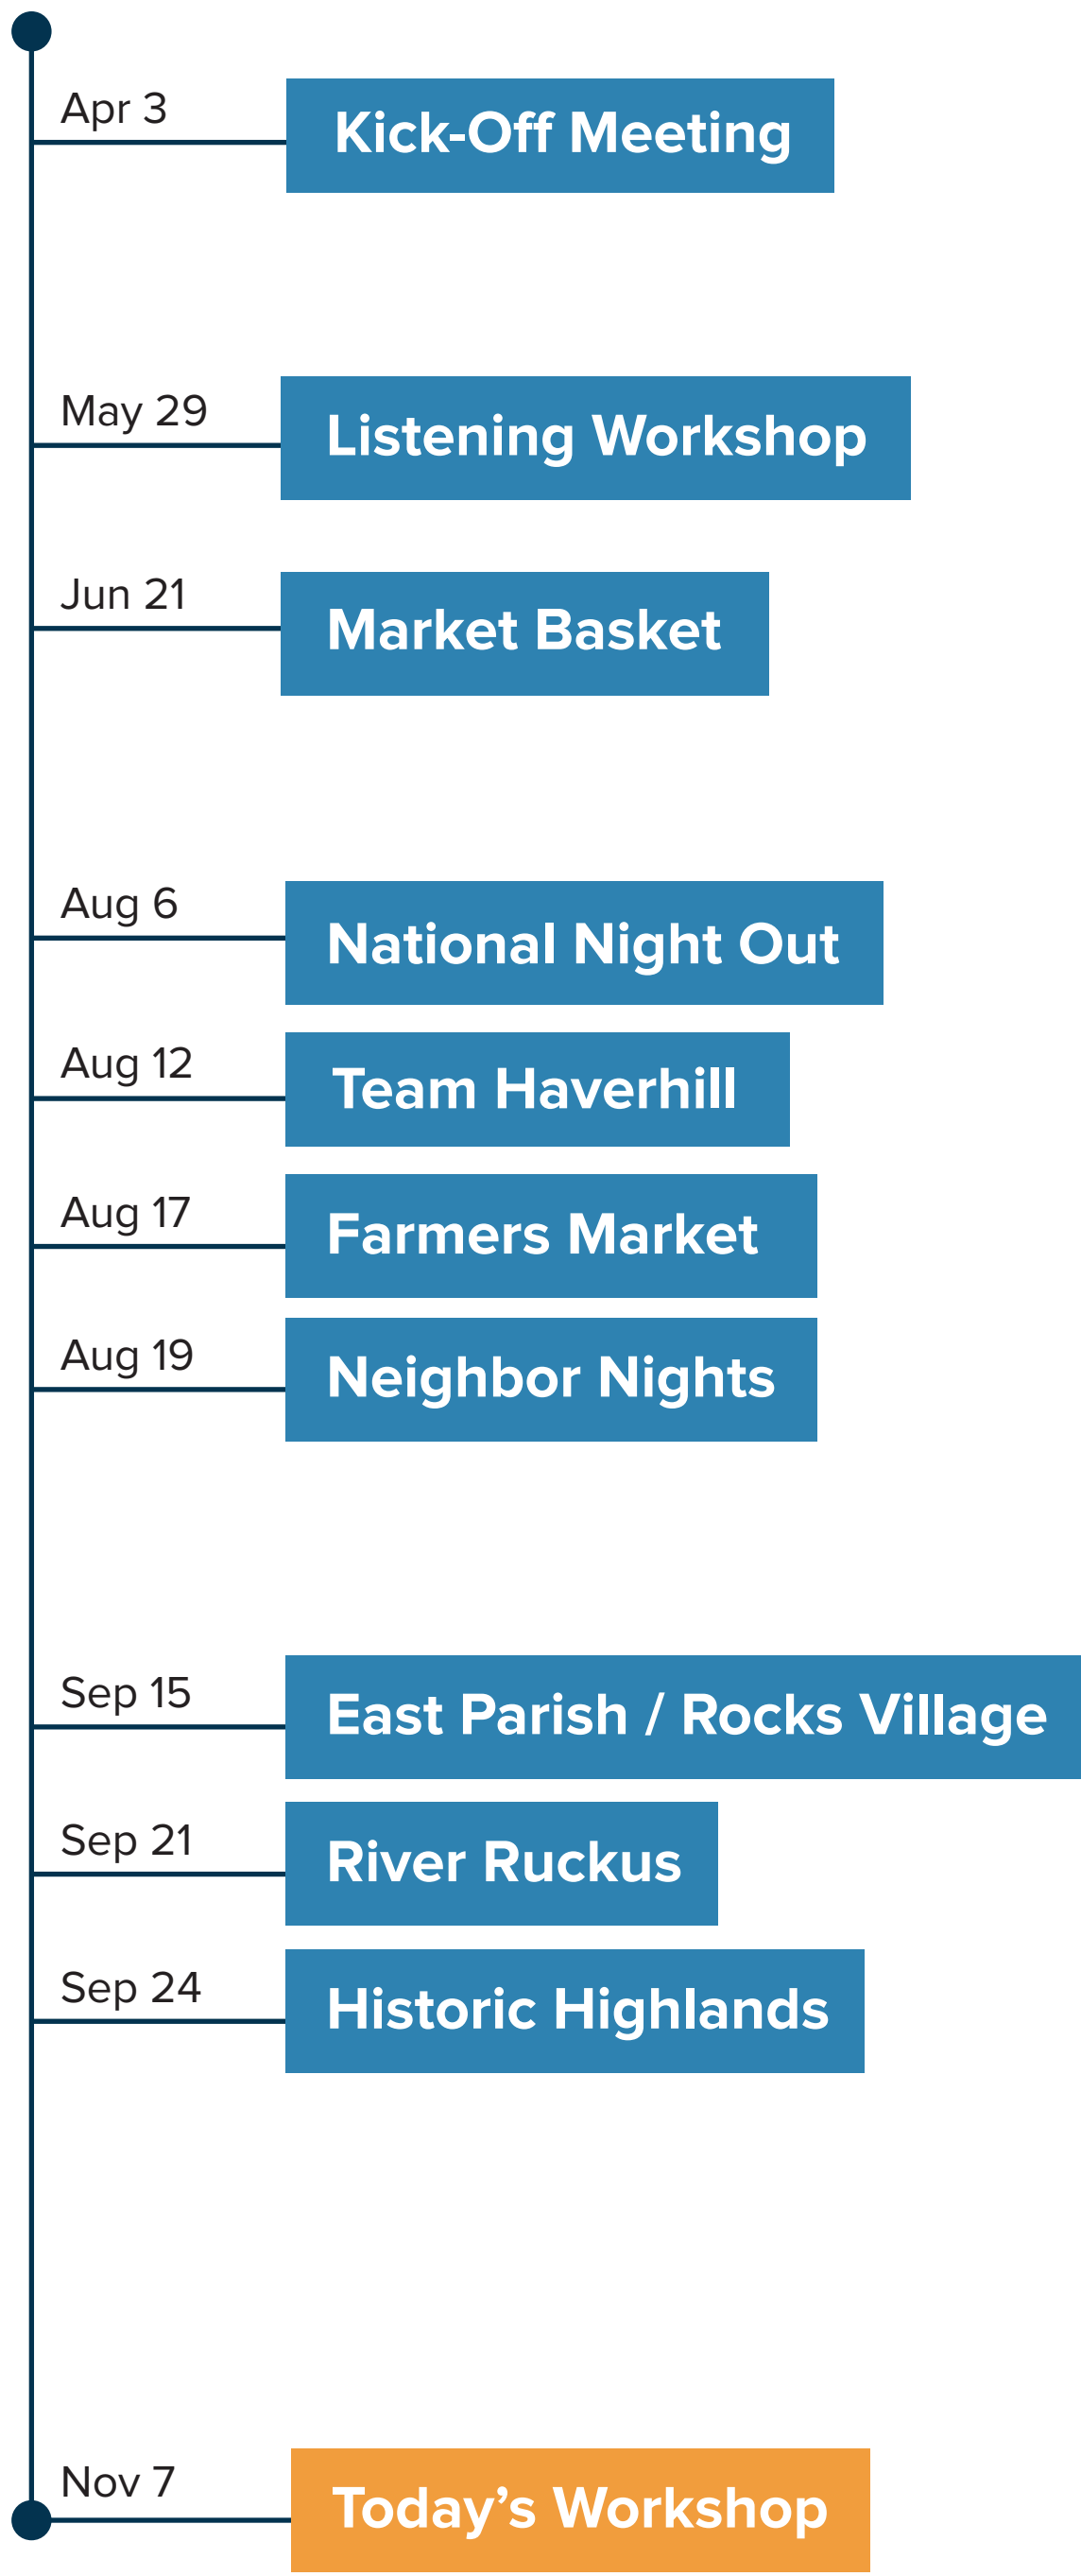 Apr 3
Kick-Off Meeting
May 29
Listening Workshop
Jun 21
Market Basket
Aug 6
National Night Out
Aug 12
Team Haverhill
Aug 17
Farmers Market
Aug 19
Neighbor Nights
Sep 15
East Parish / Rocks Village
Sep 21
River Ruckus
Sep 24
Historic Highlands
Nov 7
Today’s Workshop